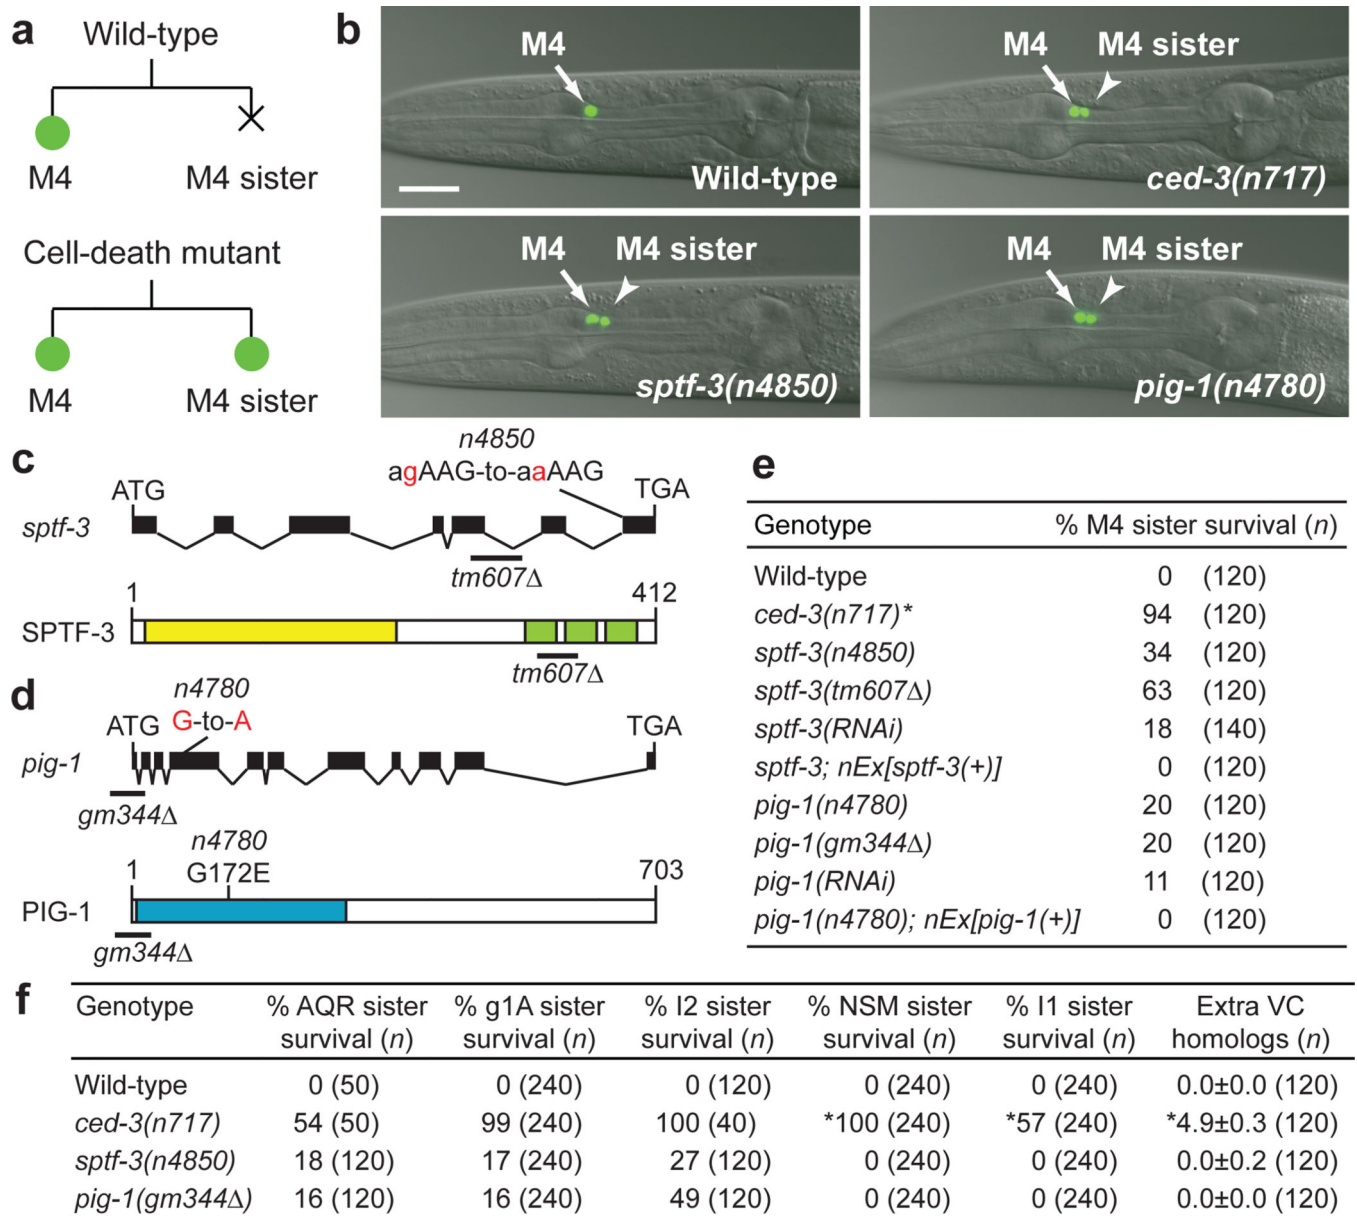 a
Wild-type
M4
M4 sister
Cell-death mutant
M4
M4 sister
b
M4
Wild-type
M4
M4 sister
ced-3(n717)
M4
M4 sister
sptf-3(n4850)
M4
M4 sister
pig-1(n4780)
c
n4850
agAAG-to-aaAAG
ATG
TGA
sptf-3
tm607Δ
1
412
SPTF-3
tm607Δ
d
n4780
G-to-A
ATG
TGA
pig-1
gm344Δ
n4780
G172E
1
703
PIG-1
gm344Δ
e
Genotype % M4 sister survival (n)
Wild-type 0 (120)
ced-3(n717)* 94 (120)
sptf-3(n4850) 34 (120)
sptf-3(tm607Δ) 63 (120)
sptf-3(RNAi) 18 (140)
sptf-3; nEx[sptf-3(+)] 0 (120)
pig-1(n4780) 20 (120)
pig-1(gm344Δ) 20 (120)
pig-1(RNAi) 11 (120)
pig-1(n4780); nEx[pig-1(+)] 0 (120)
f
Genotype % AQR sister % g1A sister % I2 sister % NSM sister % I1 sister Extra VC
survival (n) survival (n) survival (n) survival (n) survival (n) homologs (n)
Wild-type 0 (50) 0 (240) 0 (120) 0 (240) 0 (240) 0.0±0.0 (120)
ced-3(n717) 54 (50) 99 (240) 100 (40) *100 (240) *57 (240) *4.9±0.3 (120)
sptf-3(n4850) 18 (120) 17 (240) 27 (120) 0 (240) 0 (240) 0.0±0.2 (120)
pig-1(gm344Δ) 16 (120) 16 (240) 49 (120) 0 (240) 0 (240) 0.0±0.0 (120)